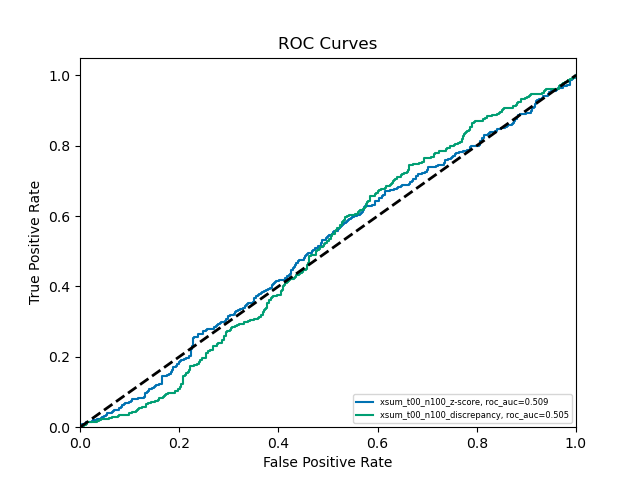 ROC Curves
True Positive Rate
1.0
0.8
0.6
0.4
0.2
0.0
xsum_t00_n100_z-score, roc_auc=0.509
xsum_t00_n100_discrepancy, roc_auc=0.505
0.0 0.2 0.4 0.6 0.8 1.0
False Positive Rate